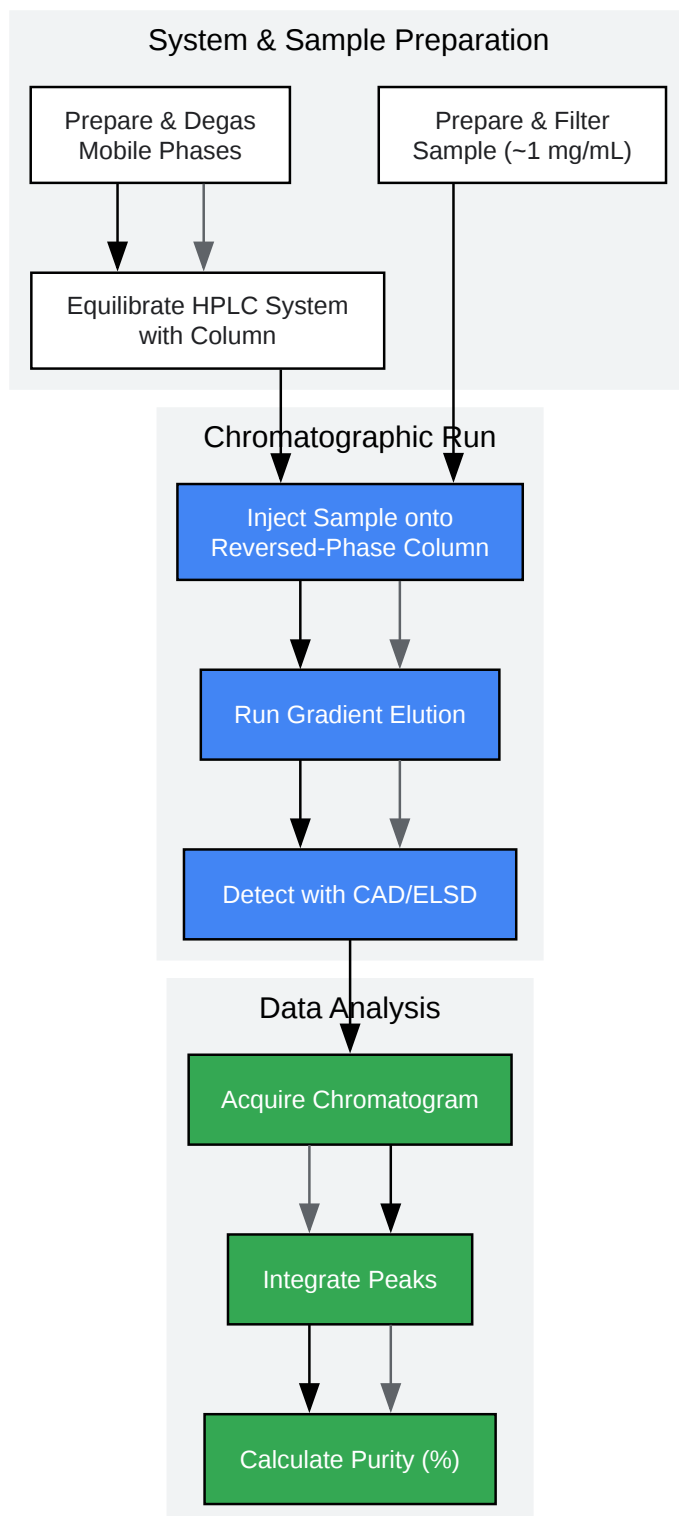 System & Sample Preparation
Prepare & Degas
Mobile Phases
Prepare & Filter
Sample (~1 mg/mL)
Equilibrate HPLC System
with Column
Chromatographic Run
Inject Sample onto
Reversed-Phase Column
Run Gradient Elution
Detect with CAD/ELSD
Data Analysis
Acquire Chromatogram
Integrate Peaks
Calculate Purity (%)